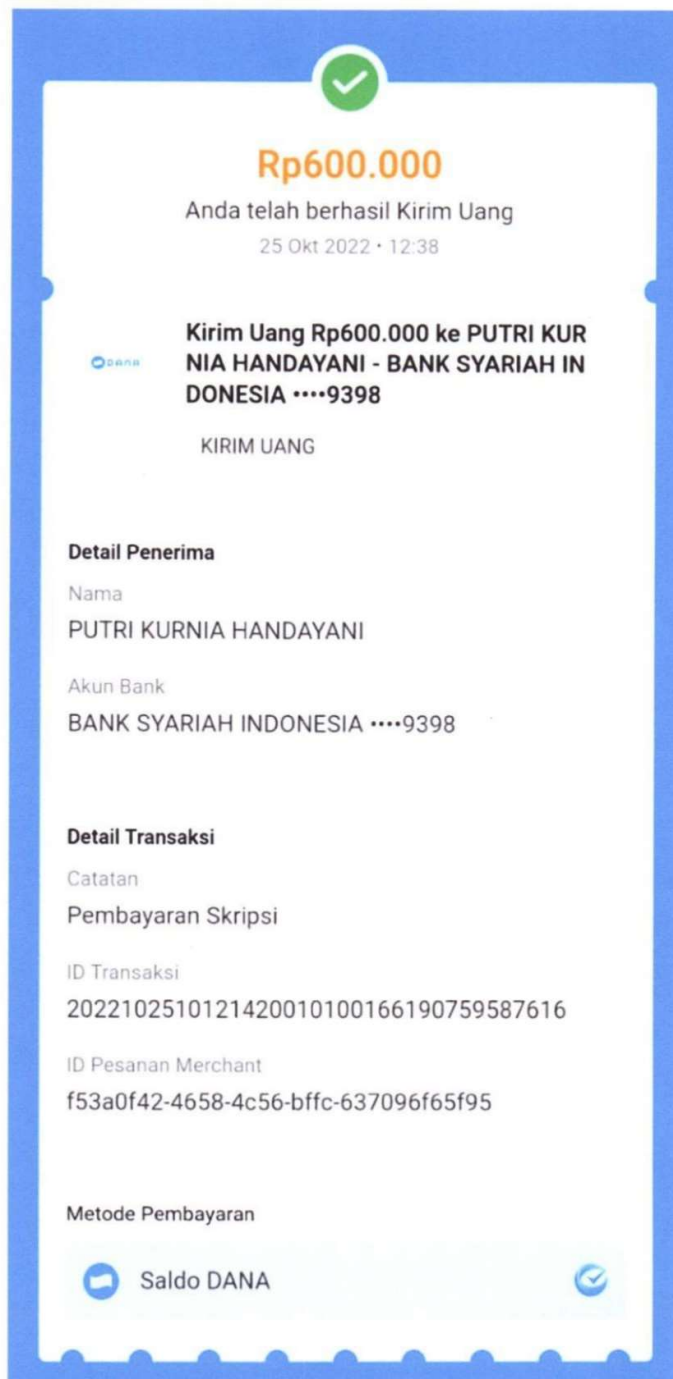 Rp600.000
Anda telah berhasil Kirim Uang
25 Okt 2022 • 12:38
Kirim Uang Rp600.000 ke PUTRI KUR
DANA
NIA HANDAYANI - BANK SYARIAH IN
DONESIA ••••9398
KIRIM UANG
Detail Penerima
Nama
PUTRI KURNIA HANDAYANI
Akun Bank
BANK SYARIAH INDONESIA ••••9398
Detail Transaksi
Catatan
Pembayaran Skripsi
ID Transaksi
20221025101214200101001661907595​87616
ID Pesanan Merchant
f53a0f42-4658-4c56-bffc-637096f65f95
Metode Pembayaran
Saldo DANA